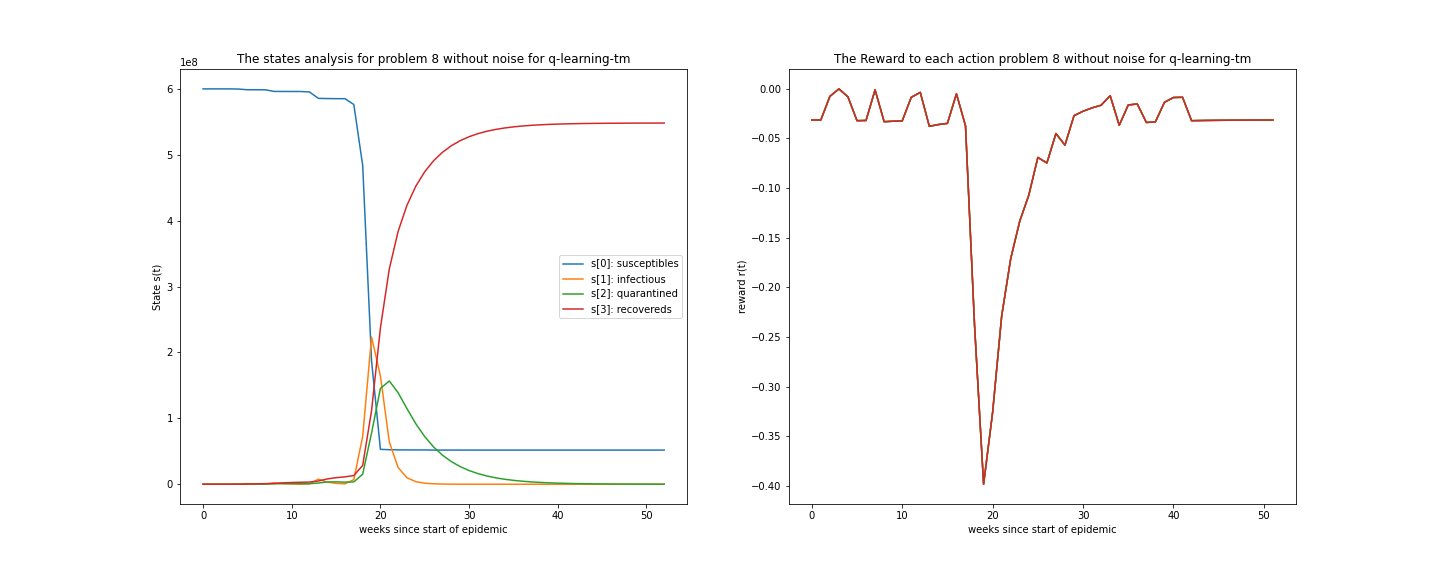 The states analysis for problem 8 without noise for q-learning-tm
1e8
6
5
4
3
2
1
0
State s(t)
s[0]: susceptibles
s[1]: infectious
s[2]: quarantined
s[3]: recovereds
0 10 20 30 40 50
weeks since start of epidemic
The Reward to each action problem 8 without noise for q-learning-tm
0.00
−0.05
−0.10
−0.15
−0.20
−0.25
−0.30
−0.35
−0.40
reward r(t)
0 10 20 30 40 50
weeks since start of epidemic